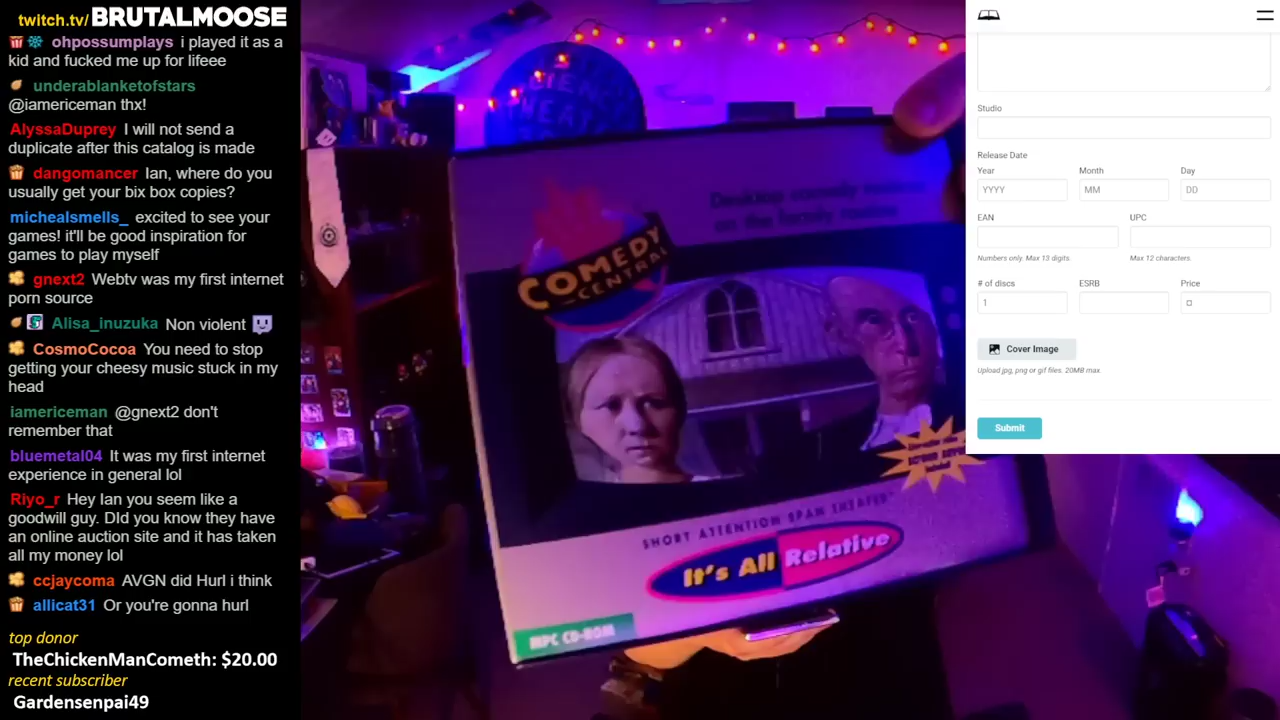 twitch.tv/BRUTALMOOSE
ohpossumplays i played it as a
kid and fucked me up for lifeee
underablanketofstars
@iamericeman thx!
AlyssaDuprey I will not send a
duplicate after this catalog is made
dangomancer Ian, where do you
usually get your bix box copies?
michealsmells_ excited to see your
games! it'll be good inspiration for
games to play myself
gnext2 Webtv was my first internet
porn source
Alisa_inuzuka Non violent
CosmoCocoa You need to stop
getting your cheesy music stuck in my
head
iamericeman @gnext2 don't
remember that
bluemetal04 It was my first internet
experience in general lol
Riyo_r Hey Ian you seem like a
goodwill guy. DId you know they have
an online auction site and it has taken
all my money lol
ccjaycoma AVGN did Hurl i think
allicat31 Or you're gonna hurl
top donor
TheChickenManCometh: $20.00
recent subscriber
Gardensenpai49
Desktop comedy
on the family
COMEDY
CENTRAL
SHORT ATTENTION SPAN THEATER
It's All Relative
MPC CD-ROM
Studio
Release Date
Year Month Day
YYYY MM DD
EAN UPC
Numbers only. Max 13 digits. Max 12 characters.
# of discs ESRB Price
1
Cover Image
Upload jpg, png or gif files. 20MB max.
Submit